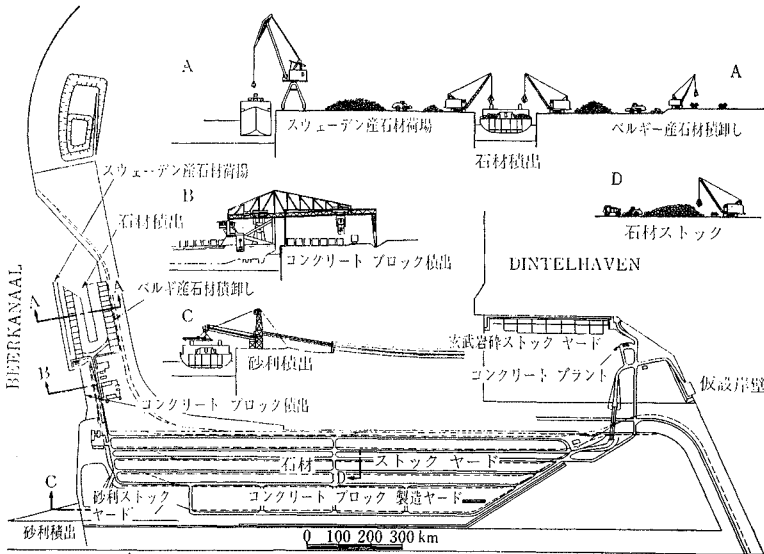 A
A
スウェーデン産石材荷場
ベルギー産石材積卸し
石材積出
スウェーデン産石材荷揚
B
D
石材積出
石材ストック
コンクリート ブロック積出
DINTELHAVEN
BEERKANAAL
A
A
ベルギ産石材積卸し
C
玄武岩砕ストック ヤード
砂利積出
コンクリート プラント
B
仮設岸壁
コンクリート ブロック積出
石材
ストック ヤード
D
C
砂利ストック
ヤード
コンクリート ブロック 製造ヤード
砂利積出
0 100 200 300 km